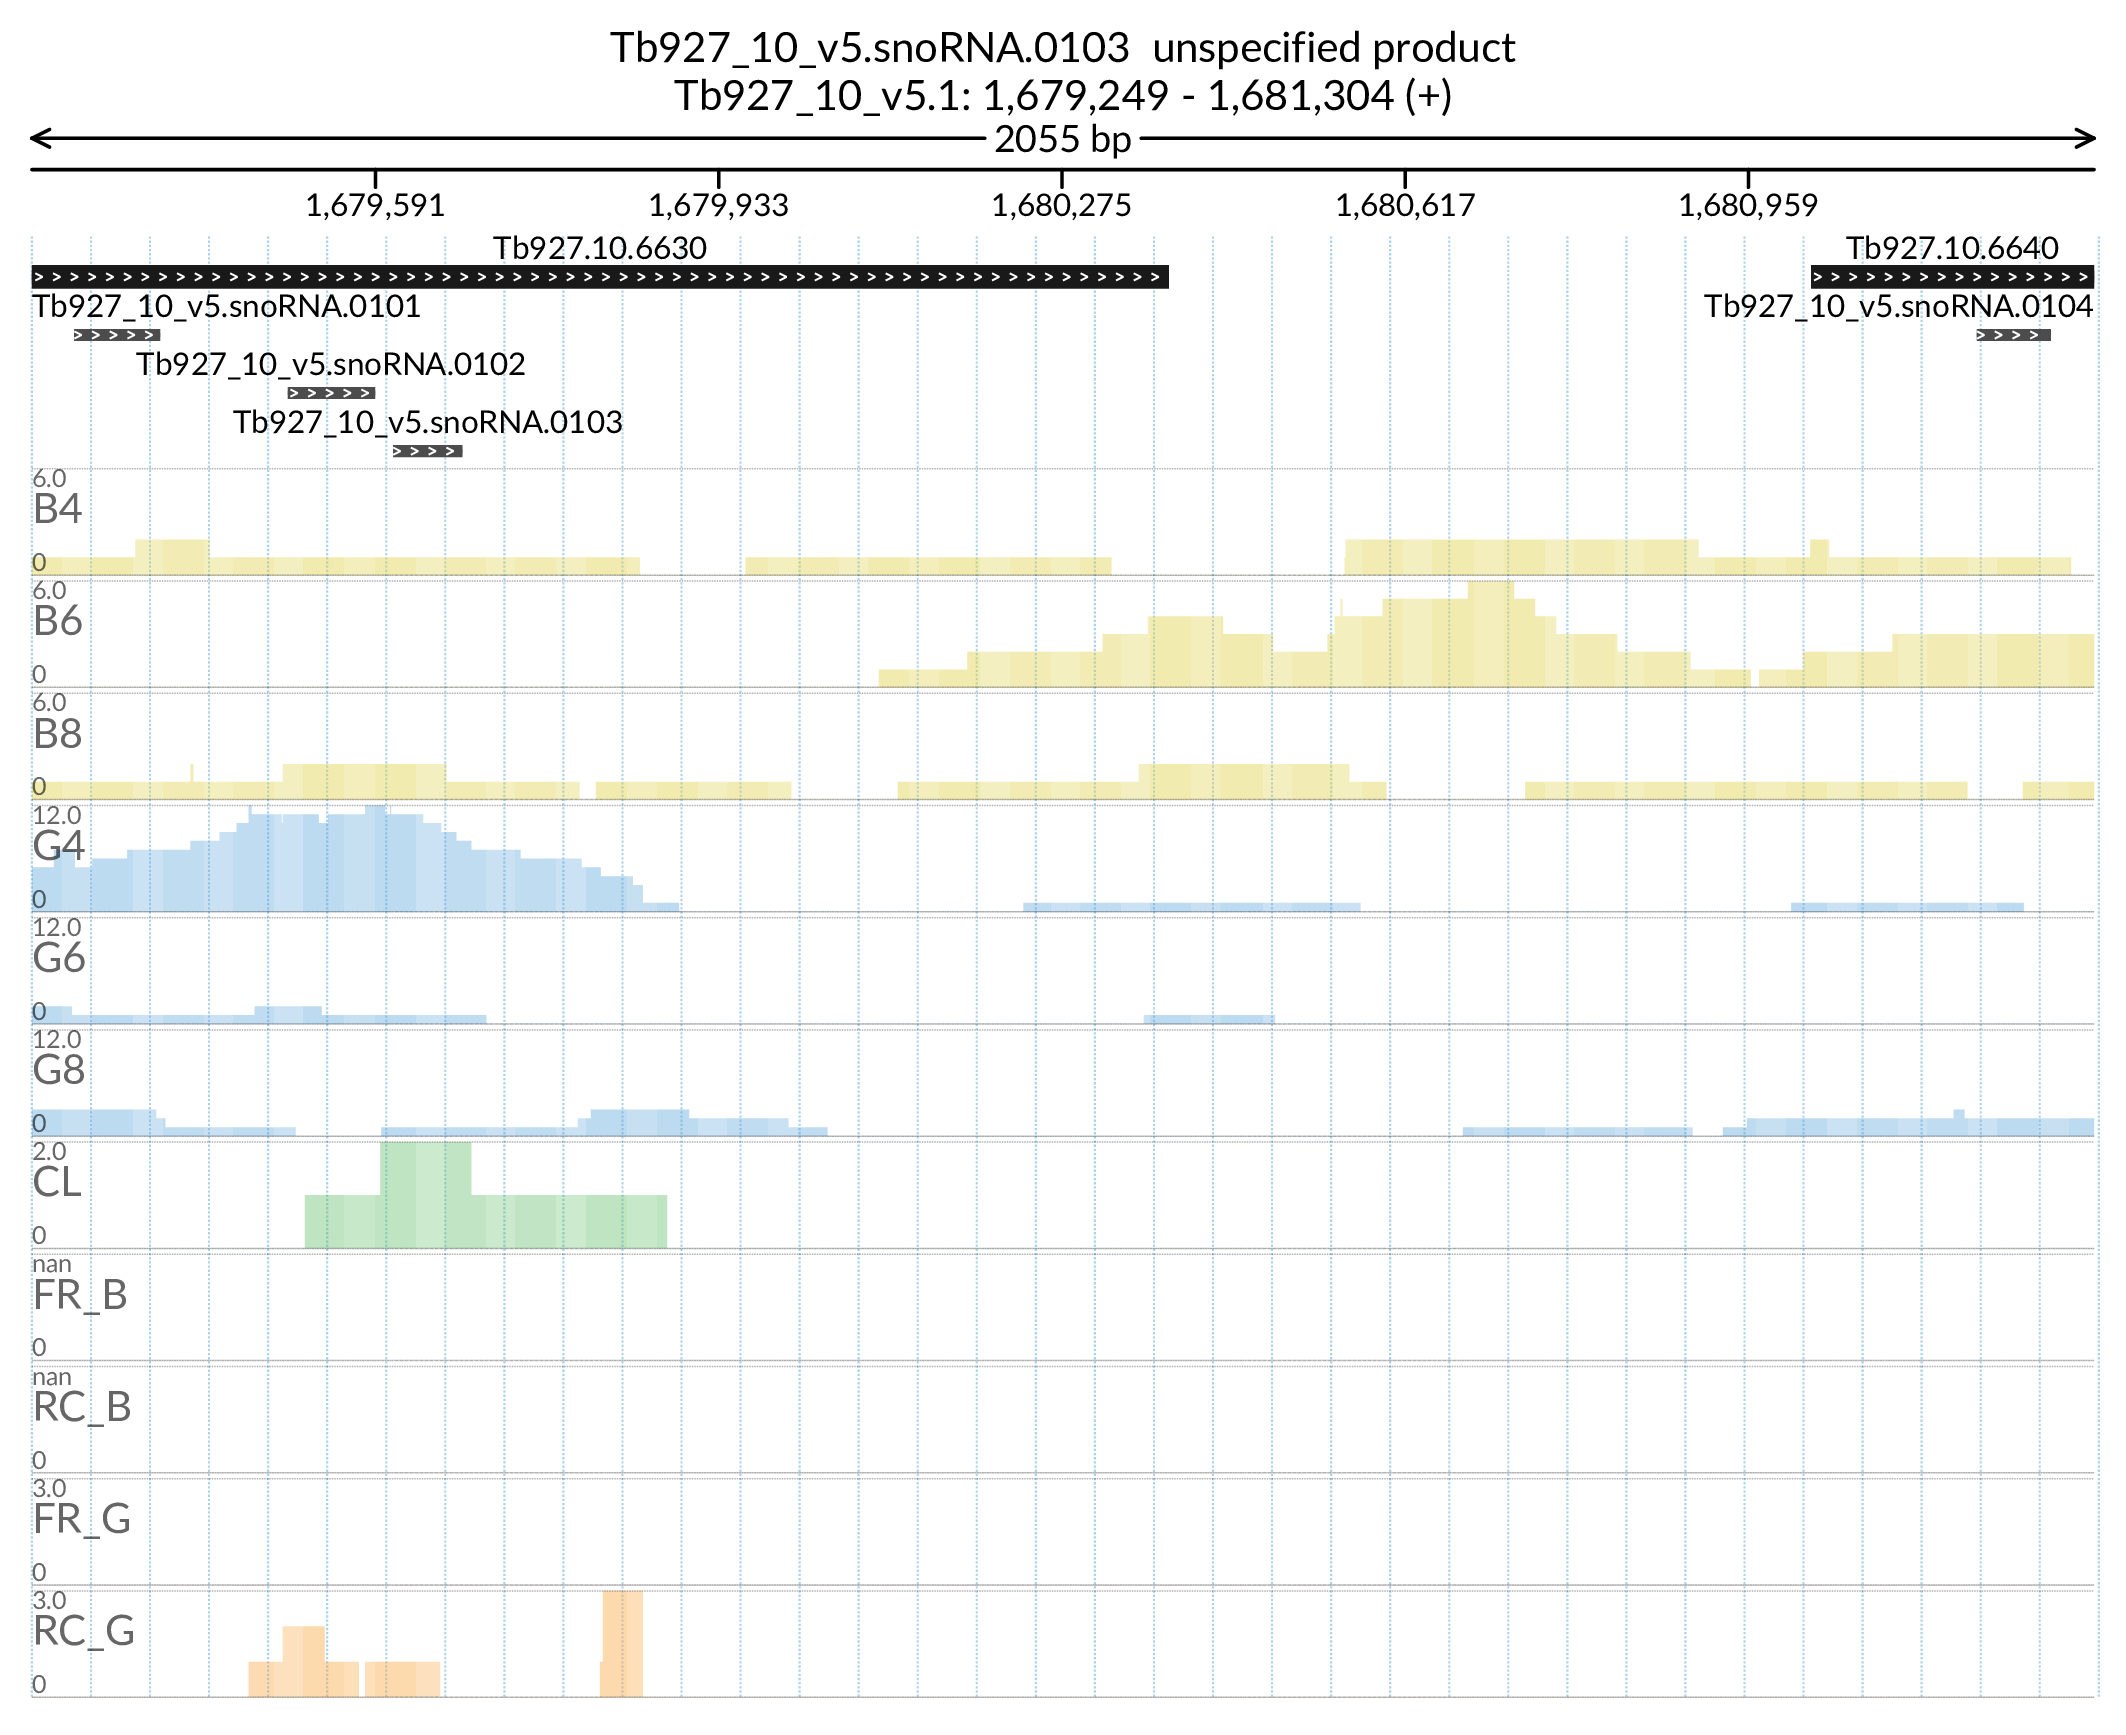 Tb927_10_v5.snoRNA.0103 unspecified product
Tb927_10_v5.1: 1,679,249 - 1,681,304 (+)
2055 bp
1,679,591 1,679,933 1,680,275 1,680,617 1,680,959
Tb927.10.6630 Tb927.10.6640
Tb927_10_v5.snoRNA.0101 Tb927_10_v5.snoRNA.0104
Tb927_10_v5.snoRNA.0102
Tb927_10_v5.snoRNA.0103
6.0
B4
0
6.0
B6
0
6.0
B8
0
12.0
G4
0
12.0
G6
0
12.0
G8
0
2.0
CL
0
nan
FR_B
0
nan
RC_B
0
3.0
FR_G
0
3.0
RC_G
0